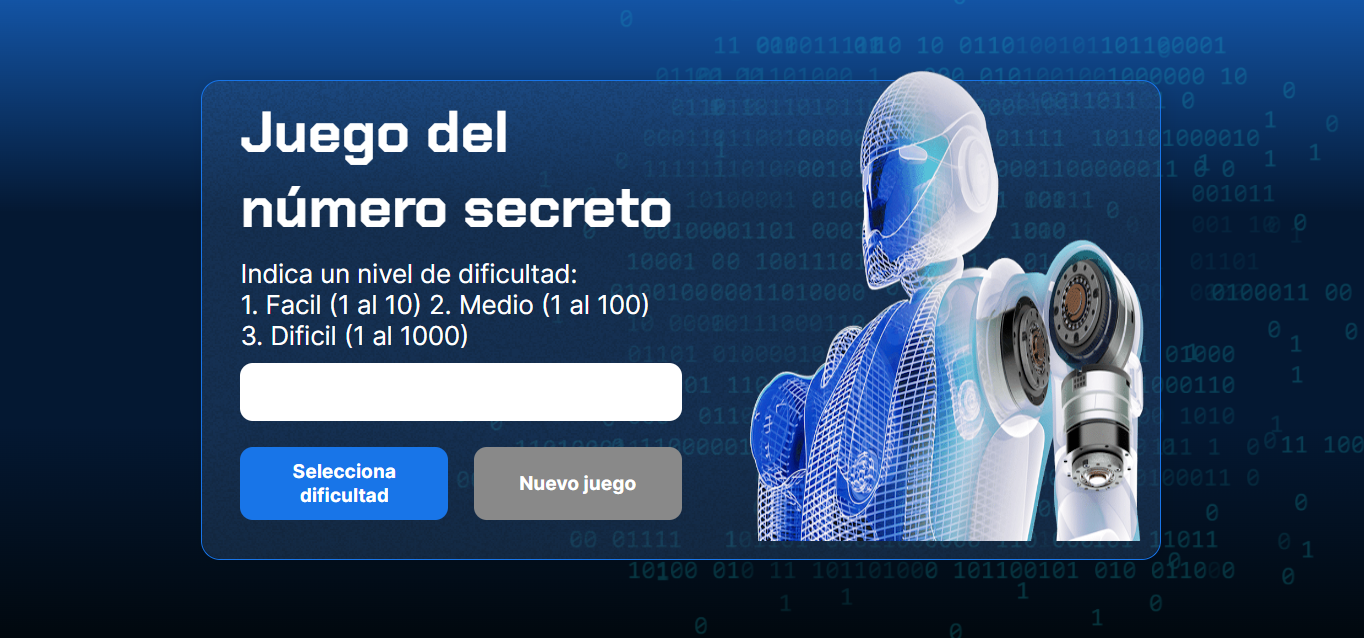 Juego del
número secreto
Indica un nivel de dificultad:
1. Facil (1 al 10) 2. Medio (1 al 100)
3. Dificil (1 al 1000)
Selecciona
dificultad
Nuevo juego